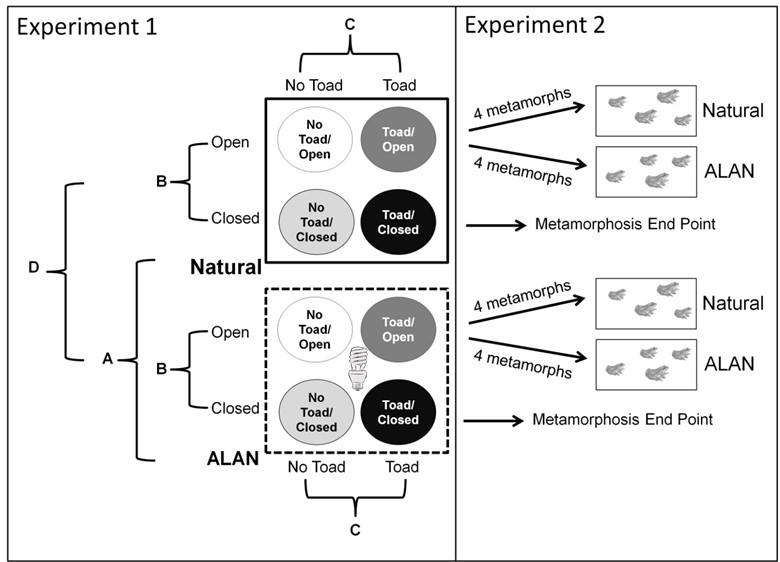 Experiment 1
C
No Toad Toad
Open
No
Toad/
Open
Toad/
Open
B
Closed
No
Toad/
Closed
Toad/
Closed
Natural
D
A
Open
No
Toad/
Open
Toad/
Open
B
Closed
No
Toad/
Closed
Toad/
Closed
ALAN
No Toad Toad
C
Experiment 2
4 metamorphs
Natural
4 metamorphs
ALAN
Metamorphosis End Point
4 metamorphs
Natural
4 metamorphs
ALAN
Metamorphosis End Point